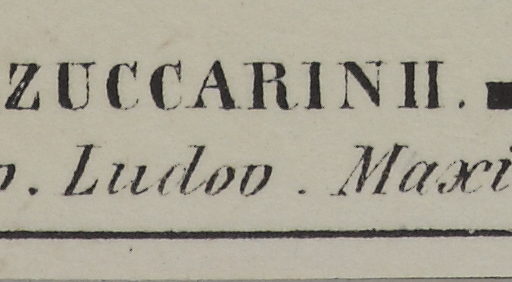 ZUCCARINII.
. Ludov. Maxi